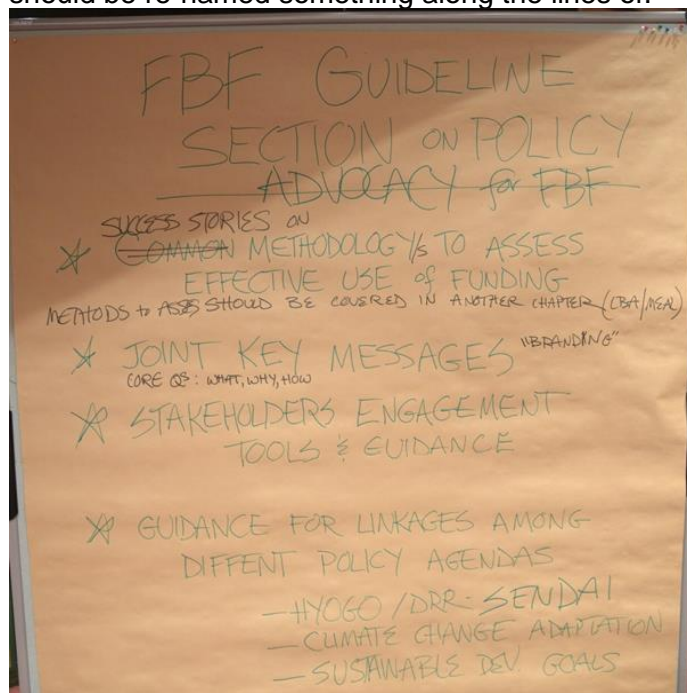 should be re-named something along the lines of:
FBF GUIDELINE
SECTION ON POLICY
ADVOCACY for FBF
SUCCESS STORIES ON
COMMON METHODOLOGY/S TO ASSESS
EFFECTIVE USE of FUNDING
METHODS to ASSES SHOULD BE COVERED IN ANOTHER CHAPTER (CBA/MEAL)
JOINT KEY MESSAGES "BRANDING"
CORE QS: WHAT, WHY, HOW
STAKEHOLDERS ENGAGEMENT
TOOLS & GUIDANCE
GUIDANCE FOR LINKAGES AMONG
DIFFENT POLICY AGENDAS
—HYOGO/DRR-SENDAI
—CLIMATE CHANGE ADAPTATION
—SUSTAINABLE DEV. GOALS